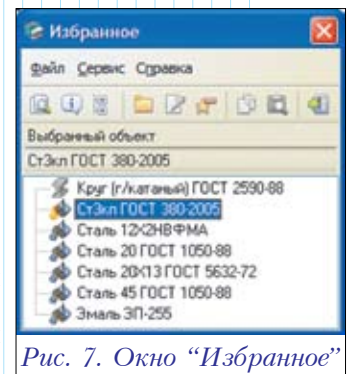 Избранное
Файл Сервис Справка
Выбранный объект
Ст3кп ГОСТ 380-2005
Круг (г/катаный) ГОСТ 2590-88
Ст3кп ГОСТ 380-2005
Сталь 12Х2НВФМА
Сталь 20 ГОСТ 1050-88
Сталь 20Х13 ГОСТ 5632-72
Сталь 45 ГОСТ 1050-88
Эмаль ЭП-255
Рис. 7. Окно “Избранное”